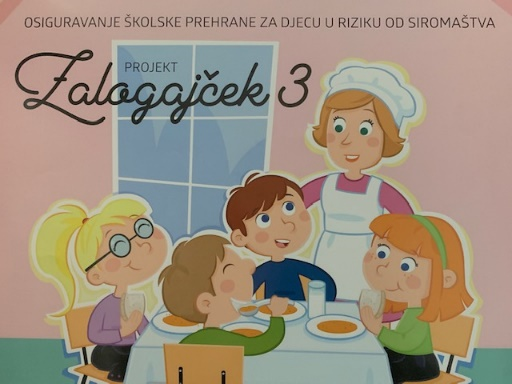 OSIGURAVANJE ŠKOLSKE PREHRANE ZA DJECU U RIZIKU OD SIROMAŠTVA
PROJEKT
Zalogajček 3